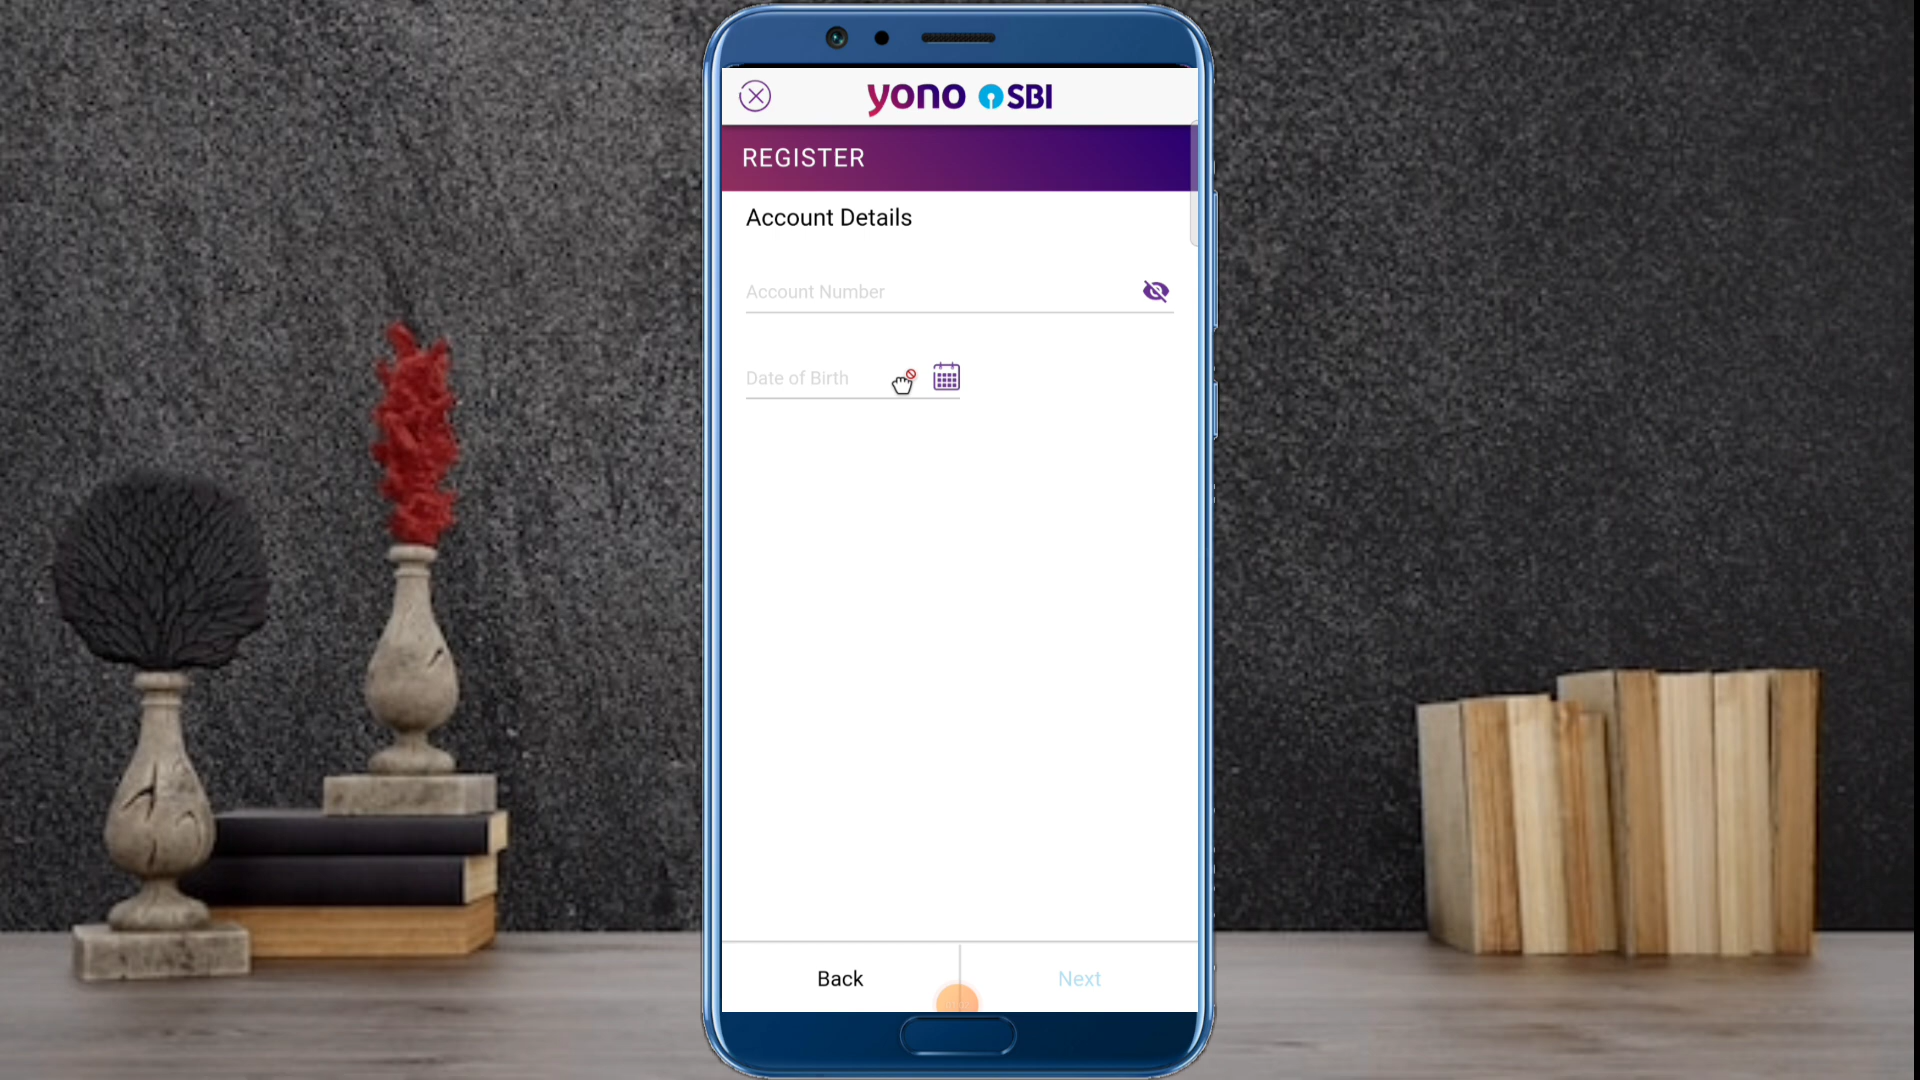 yono SBI
REGISTER
Account Details
Account Number
Date of Birth
Back
Next